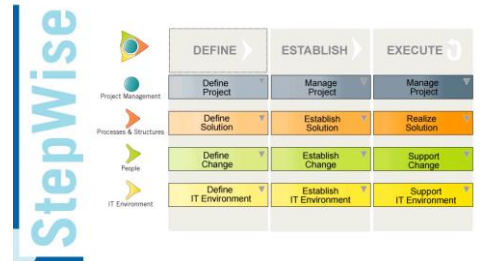 StepWise
DEFINE
ESTABLISH
EXECUTE
Project Management
Define
Project
Manage
Project
Manage
Project
Processes & Structures
Define
Solution
Establish
Solution
Realize
Solution
People
Define
Change
Establish
Change
Support
Change
IT Environment
Define
IT Environment
Establish
IT Environment
Support
IT Environment